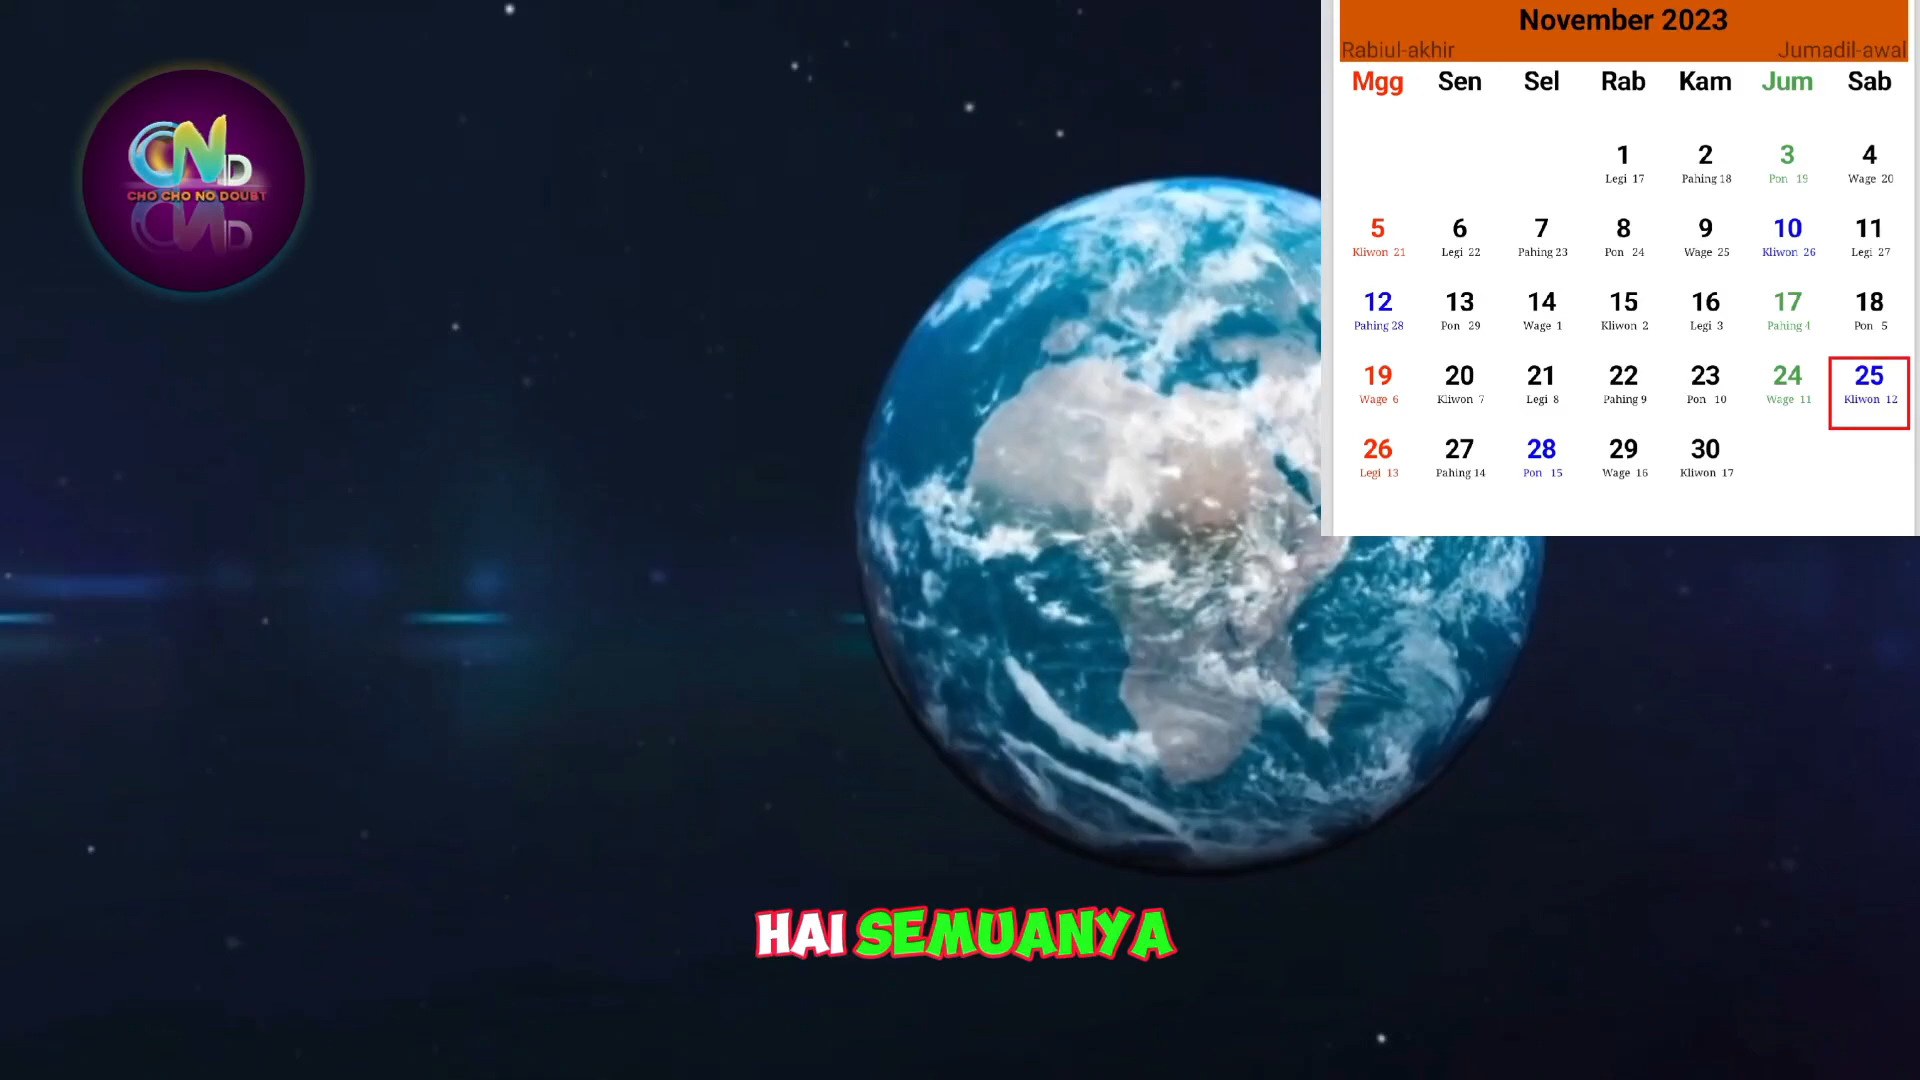 CND
CHO CHO NO DOUBT
November 2023
Rabiul-akhir Jumadil-awal
Mgg Sen Sel Rab Kam Jum Sab
1 2 3 4
Legi 17 Pahing 18 Pon 19 Wage 20
5 6 7 8 9 10 11
Kliwon 21 Legi 22 Pahing 23 Pon 24 Wage 25 Kliwon 26 Legi 27
12 13 14 15 16 17 18
Pahing 28 Pon 29 Wage 1 Kliwon 2 Legi 3 Pahing 4 Pon 5
19 20 21 22 23 24 25
Wage 6 Kliwon 7 Legi 8 Pahing 9 Pon 10 Wage 11 Kliwon 12
26 27 28 29 30
Legi 13 Pahing 14 Pon 15 Wage 16 Kliwon 17
HAI SEMUANYA